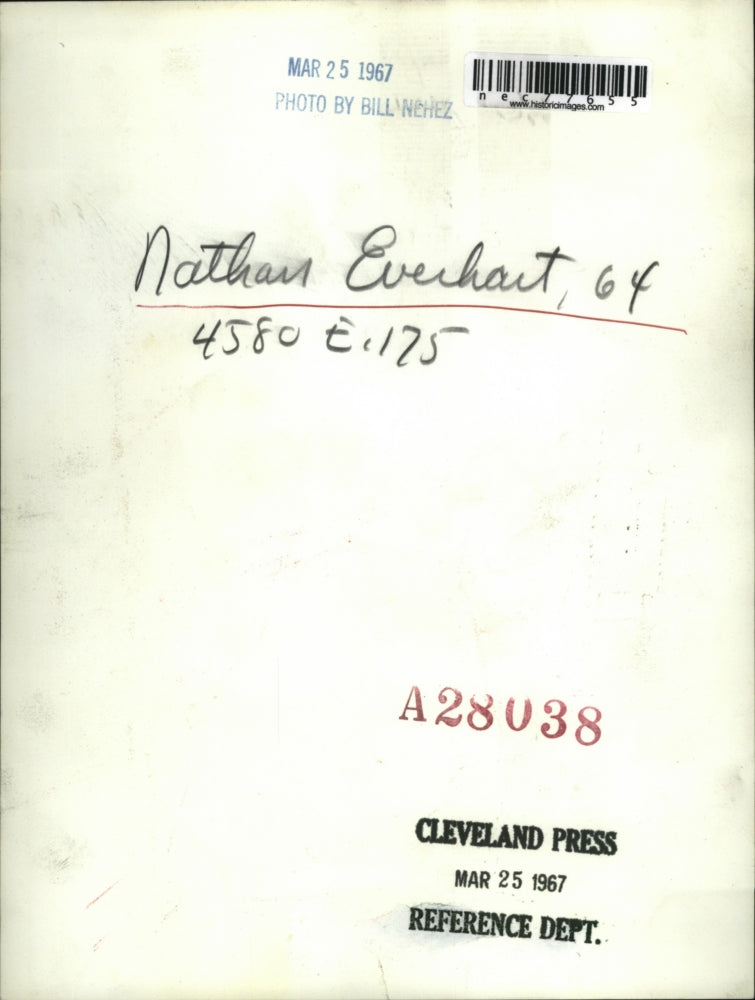 MAR 25 1967
PHOTO BY BILL NEHEZ
nec77655
www.historicimages.com
Nathan Everhart, 64
4580 E. 175
A28038
CLEVELAND PRESS
MAR 25 1967
REFERENCE DEPT.